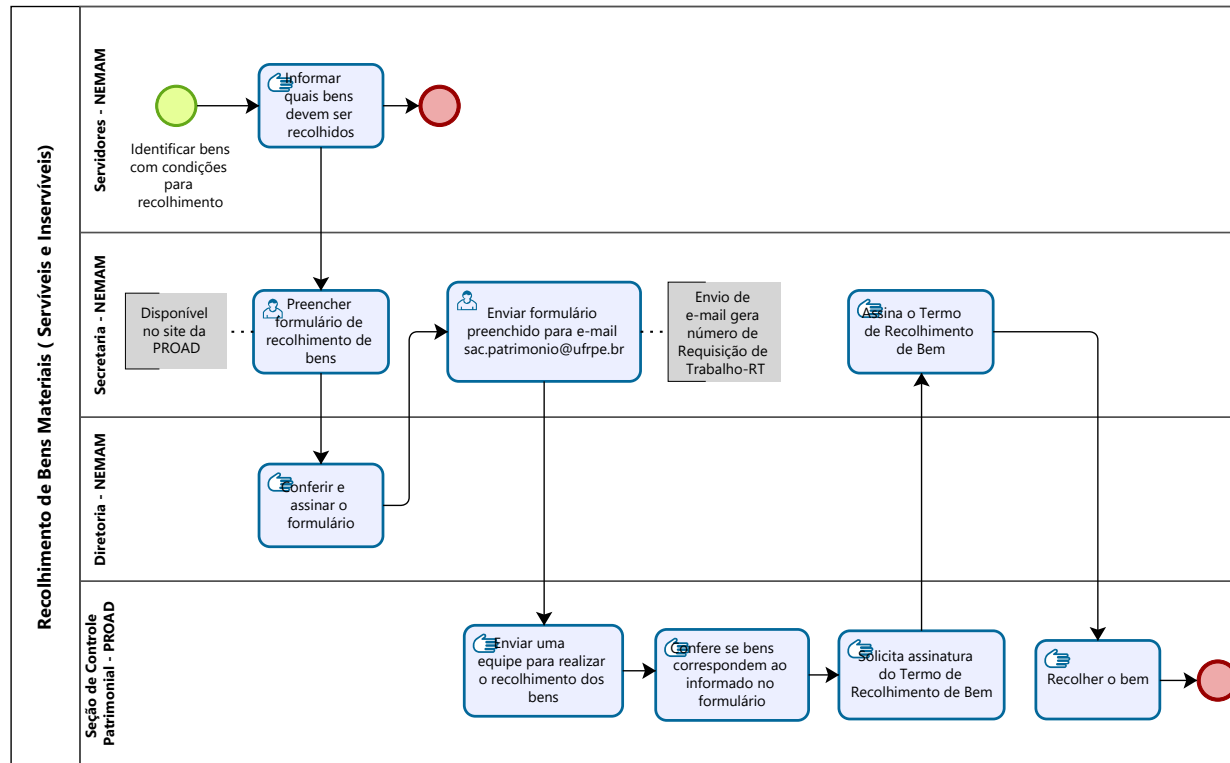 Recolhimento de Bens Materiais ( Servíveis e Inservíveis)
Servidores - NEMAM
Identificar bens
com condições
para
recolhimento
Informar
quais bens
devem ser
recolhidos
Secretaria - NEMAM
Disponível
no site da
PROAD
Preencher
formulário de
recolhimento de
bens
Enviar formulário
preenchido para e-mail
sac.patrimonio@ufrpe.br
Envio de
e-mail gera
número de
Requisição de
Trabalho-RT
Assina o Termo
de Recolhimento
de Bem
Diretoria - NEMAM
Conferir e
assinar o
formulário
Seção de Controle
Patrimonial - PROAD
Enviar uma
equipe para realizar
o recolhimento dos
bens
Confere se bens
correspondem ao
informado no
formulário
Solicita assinatura
do Termo de
Recolhimento de Bem
Recolher o bem